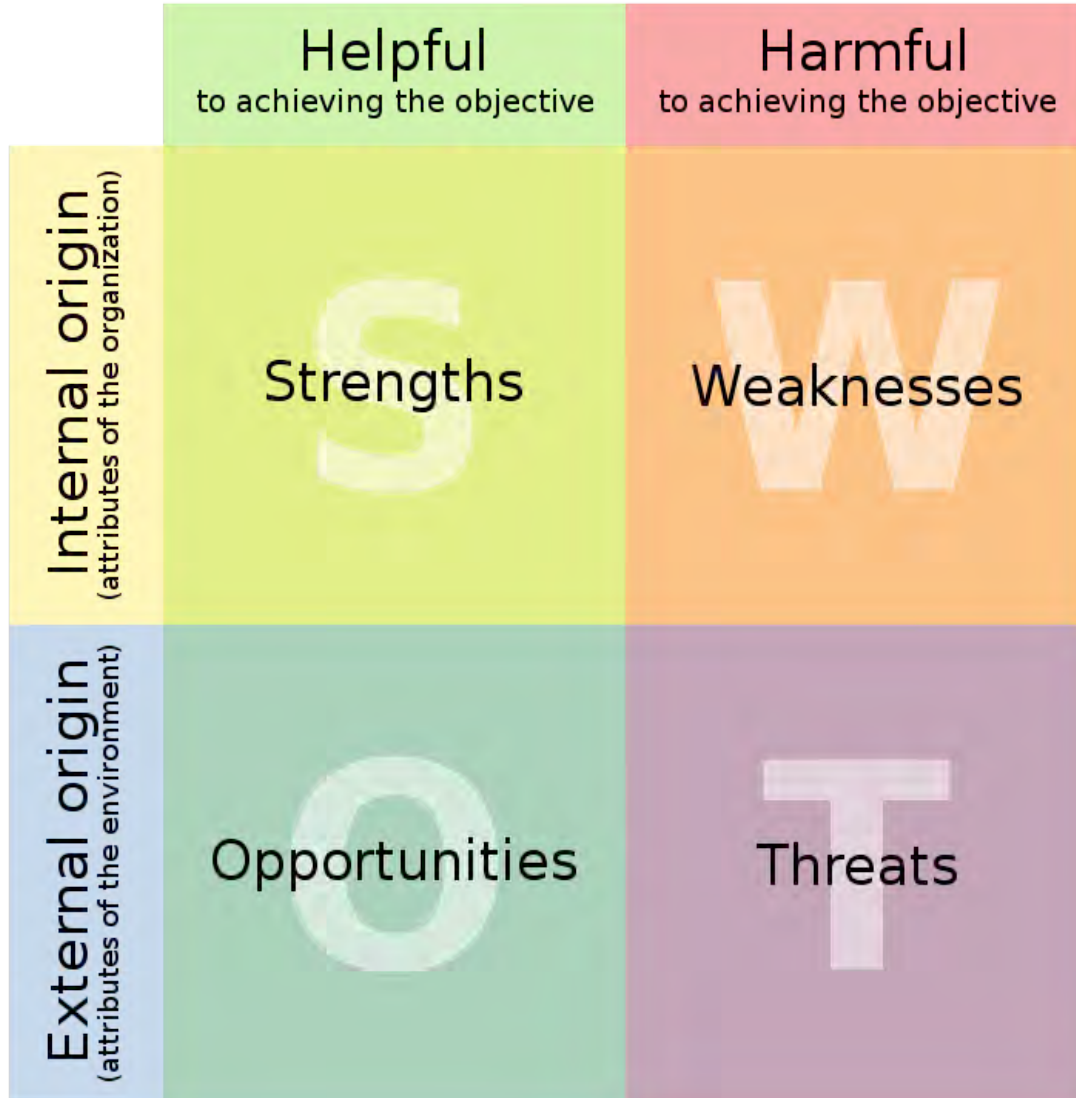 Helpful
to achieving the objective
Harmful
to achieving the objective
Internal origin
(attributes of the organization)
S
Strengths
W
Weaknesses
External origin
(attributes of the environment)
O
Opportunities
T
Threats